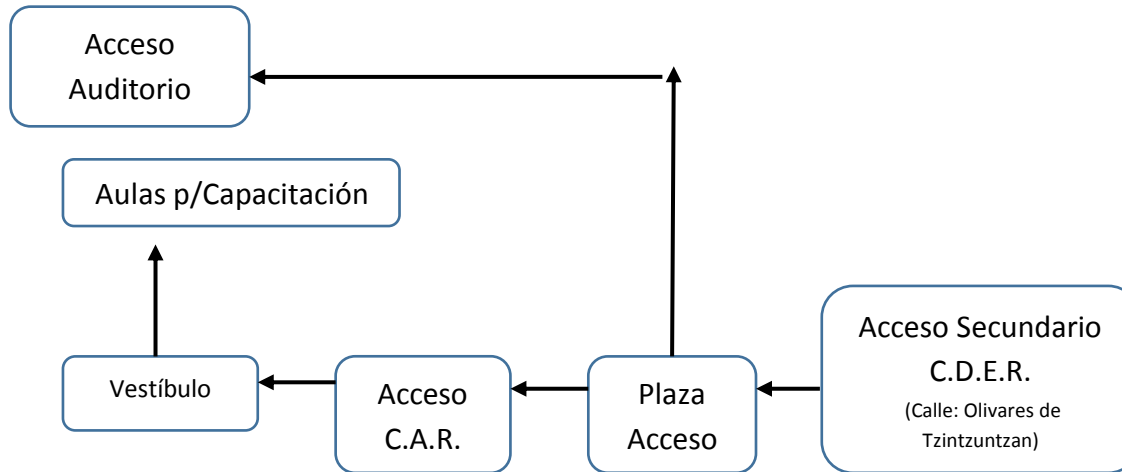 Acceso
Auditorio
Aulas p/Capacitación
Vestíbulo
Acceso
C.A.R.
Plaza
Acceso
Acceso Secundario
C.D.E.R.
(Calle: Olivares de
Tzintzuntzan)